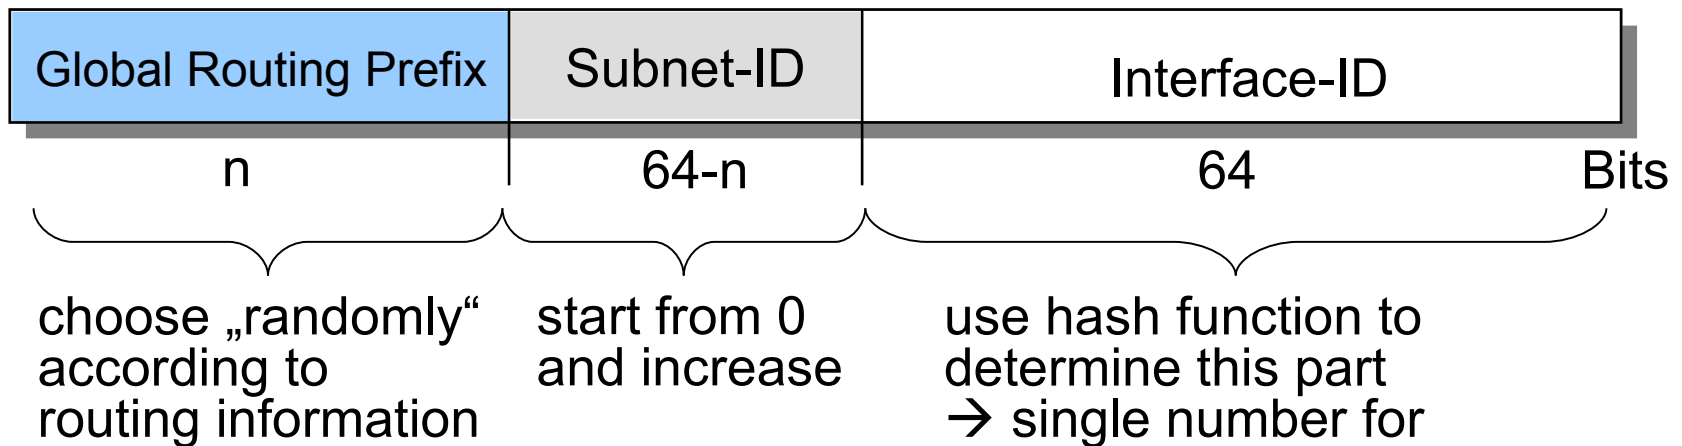 Global Routing Prefix Subnet-ID Interface-ID
n 64-n 64 Bits
choose „randomly“
according to
routing information
start from 0
and increase
use hash function to
determine this part
→ single number for